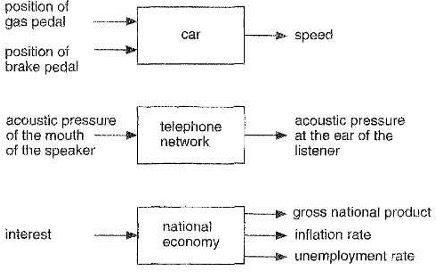 position of
gas pedal
car
speed
position of
brake pedal
acoustic pressure
of the mouth
of the speaker
telephone
network
acoustic pressure
at the ear of the
listener
interest
national
economy
gross national product
inflation rate
unemployment rate